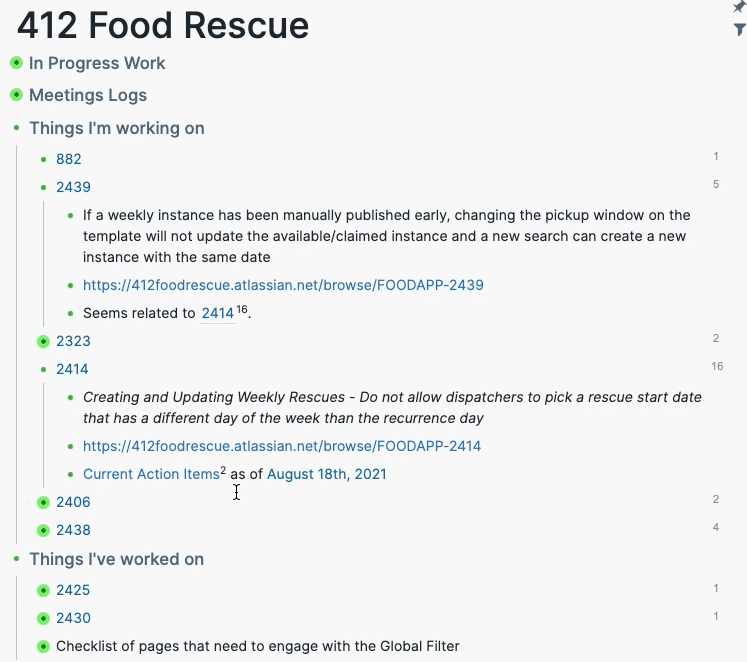 412 Food Rescue
In Progress Work
Meetings Logs
Things I'm working on
882 1
2439 5
If a weekly instance has been manually published early, changing the pickup window on the
template will not update the available/claimed instance and a new search can create a new
instance with the same date
https://412foodrescue.atlassian.net/browse/FOODAPP-2439
Seems related to 2414 16.
2323 2
2414 16
Creating and Updating Weekly Rescues - Do not allow dispatchers to pick a rescue start date
that has a different day of the week than the recurrence day
https://412foodrescue.atlassian.net/browse/FOODAPP-2414
Current Action Items2 as of August 18th, 2021
2406 2
2438 4
Things I've worked on
2425 1
2430 1
Checklist of pages that need to engage with the Global Filter